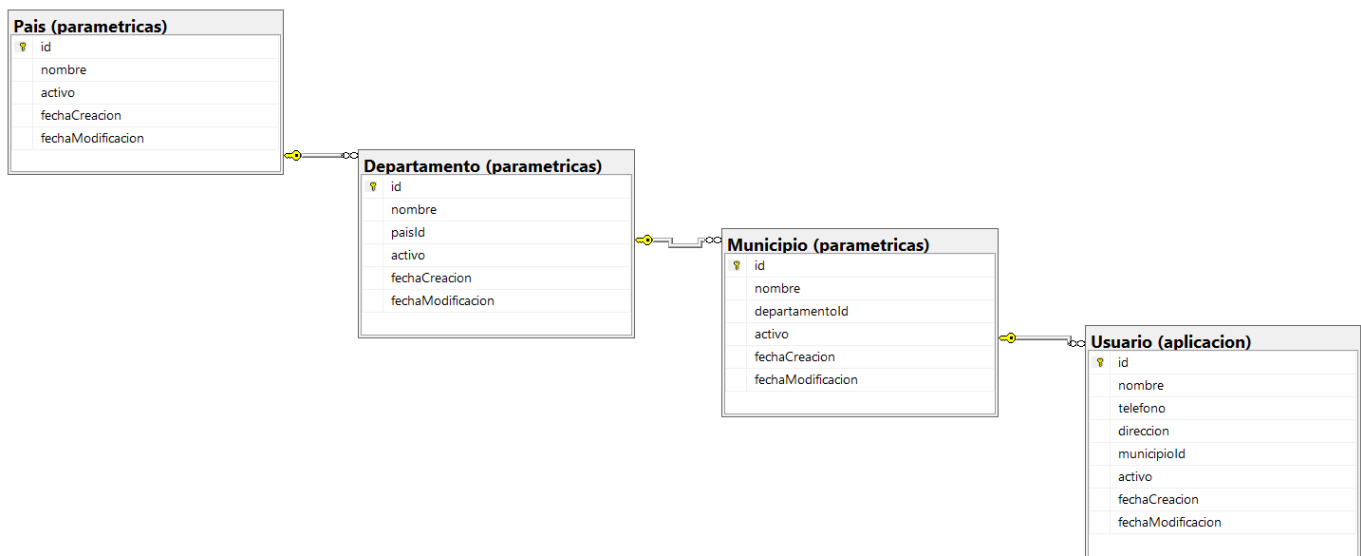 Pais (parametricas)
id
nombre
activo
fechaCreacion
fechaModificacion
Departamento (parametricas)
id
nombre
paisId
activo
fechaCreacion
fechaModificacion
Municipio (parametricas)
id
nombre
departamentoId
activo
fechaCreacion
fechaModificacion
Usuario (aplicacion)
id
nombre
telefono
direccion
municipioId
activo
fechaCreacion
fechaModificacion